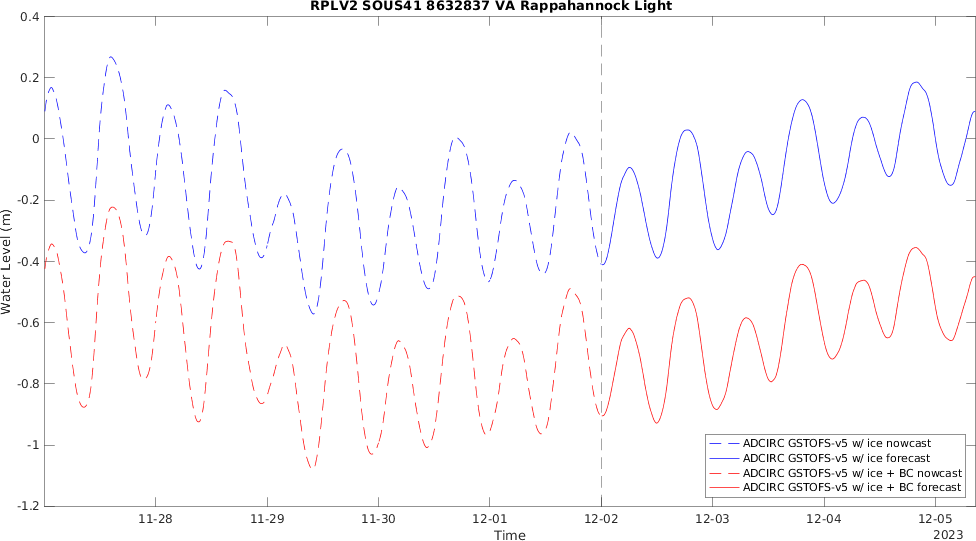 RPLV2 SOUS41 8632837 VA Rappahannock Light
0.4
0.2
0
-0.2
-0.4
-0.6
-0.8
-1
-1.2
Water Level (m)
11-28
11-29
11-30
12-01
12-02
12-03
12-04
12-05
Time
2023
ADCIRC GSTOFS-v5 w/ ice nowcast
ADCIRC GSTOFS-v5 w/ ice forecast
ADCIRC GSTOFS-v5 w/ ice + BC nowcast
ADCIRC GSTOFS-v5 w/ ice + BC forecast